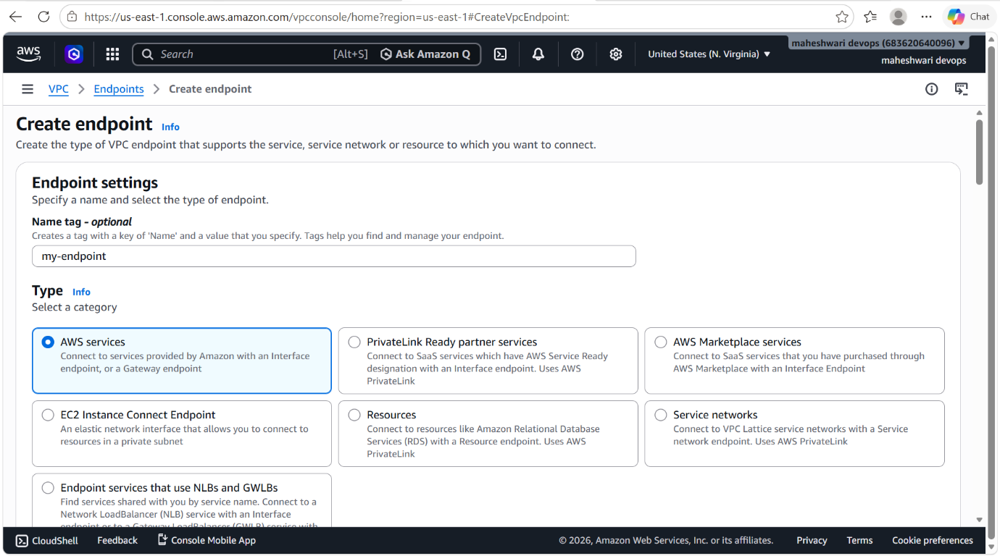 https://us-east-1.console.aws.amazon.com/vpcconsole/home?region=us-east-1#CreateVpcEndpoint:
Chat
aws
Search [Alt+S] Ask Amazon Q
United States (N. Virginia) ▼
maheshwari devops (683620640096) ▼
maheshwari devops
VPC > Endpoints > Create endpoint
Create endpoint Info
Create the type of VPC endpoint that supports the service, service network or resource to which you want to connect.
Endpoint settings
Specify a name and select the type of endpoint.
Name tag - optional
Creates a tag with a key of 'Name' and a value that you specify. Tags help you find and manage your endpoint.
my-endpoint
Type Info
Select a category
AWS services
Connect to services provided by Amazon with an Interface
endpoint, or a Gateway endpoint
PrivateLink Ready partner services
Connect to SaaS services which have AWS Service Ready
designation with an Interface endpoint. Uses AWS
PrivateLink
AWS Marketplace services
Connect to SaaS services that you have purchased through
AWS Marketplace with an Interface Endpoint
EC2 Instance Connect Endpoint
An elastic network interface that allows you to connect to
resources in a private subnet
Resources
Connect to resources like Amazon Relational Database
Services (RDS) with a Resource endpoint. Uses AWS
PrivateLink
Service networks
Connect to VPC Lattice service networks with a Service
network endpoint. Uses AWS PrivateLink
Endpoint services that use NLBs and GWLBs
Find services shared with you by service name. Connect to a
Network LoadBalancer (NLB) service with an Interface
endpoint or to a Gateway LoadBalancer (GWLB) service with
CloudShell Feedback Console Mobile App
© 2026, Amazon Web Services, Inc. or its affiliates. Privacy Terms Cookie preferences